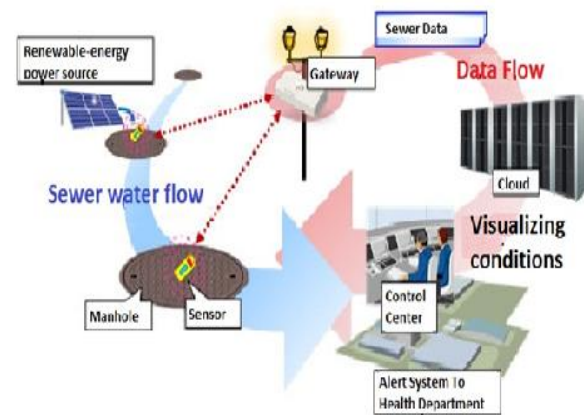 Renewable-energy
power source
Gateway
Sewer Data
Data Flow
Cloud
Sewer water flow
Visualizing
conditions
Manhole
Sensor
Control
Center
Alert System To
Health Department